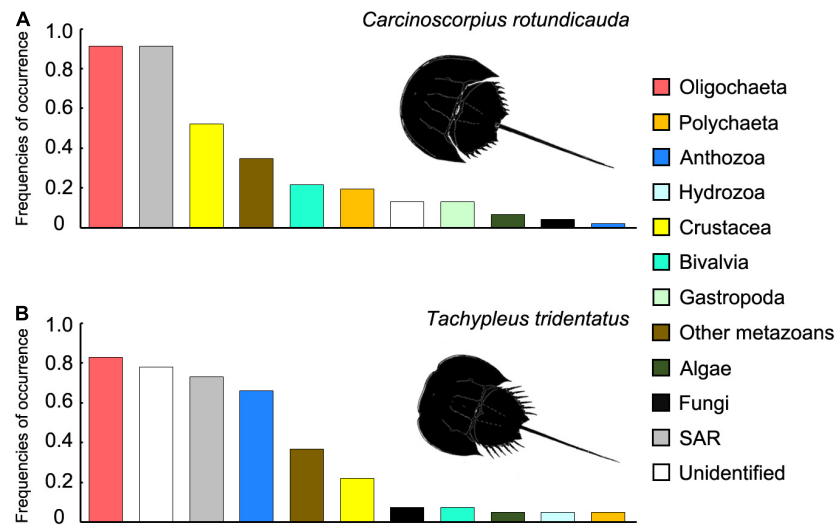 A
Carcinoscorpius rotundicauda
Frequencies of occurrence
1.0
0.8
0.6
0.4
0.2
0
B
Tachypleus tridentatus
Frequencies of occurrence
1.0
0.8
0.6
0.4
0.2
0
Oligochaeta
Polychaeta
Anthozoa
Hydrozoa
Crustacea
Bivalvia
Gastropoda
Other metazoans
Algae
Fungi
SAR
Unidentified